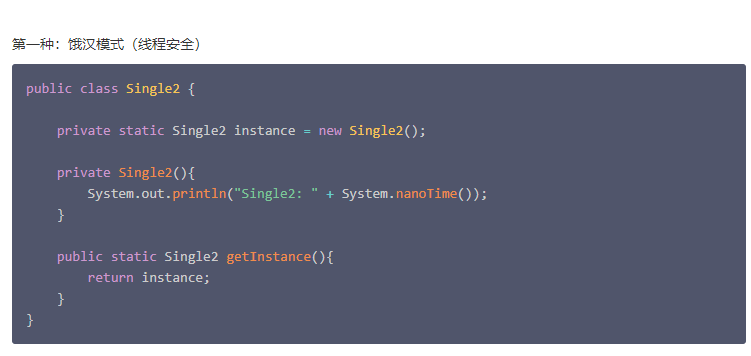 第一种：饿汉模式（线程安全）
public class Single2 {
    private static Single2 instance = new Single2();
    private Single2(){
        System.out.println("Single2: " + System.nanoTime());
    }
    public static Single2 getInstance(){
        return instance;
    }
}